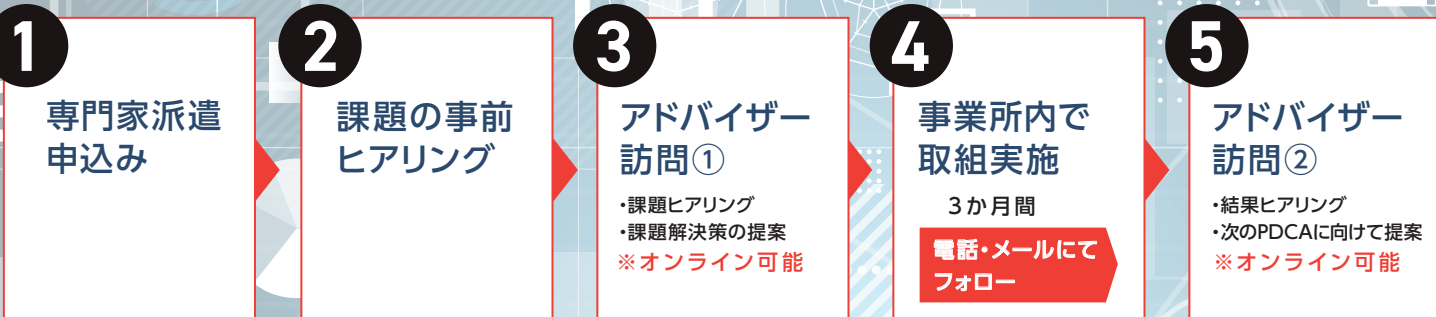 1
専門家派遣
申込み
2
課題の事前
ヒアリング
3
アドバイザー
訪問①
・課題ヒアリング
・課題解決策の提案
※オンライン可能
4
事業所内で
取組実施
3か月間
電話・メールにて
フォロー
5
アドバイザー
訪問②
・結果ヒアリング
・次のPDCAに向けて提案
※オンライン可能